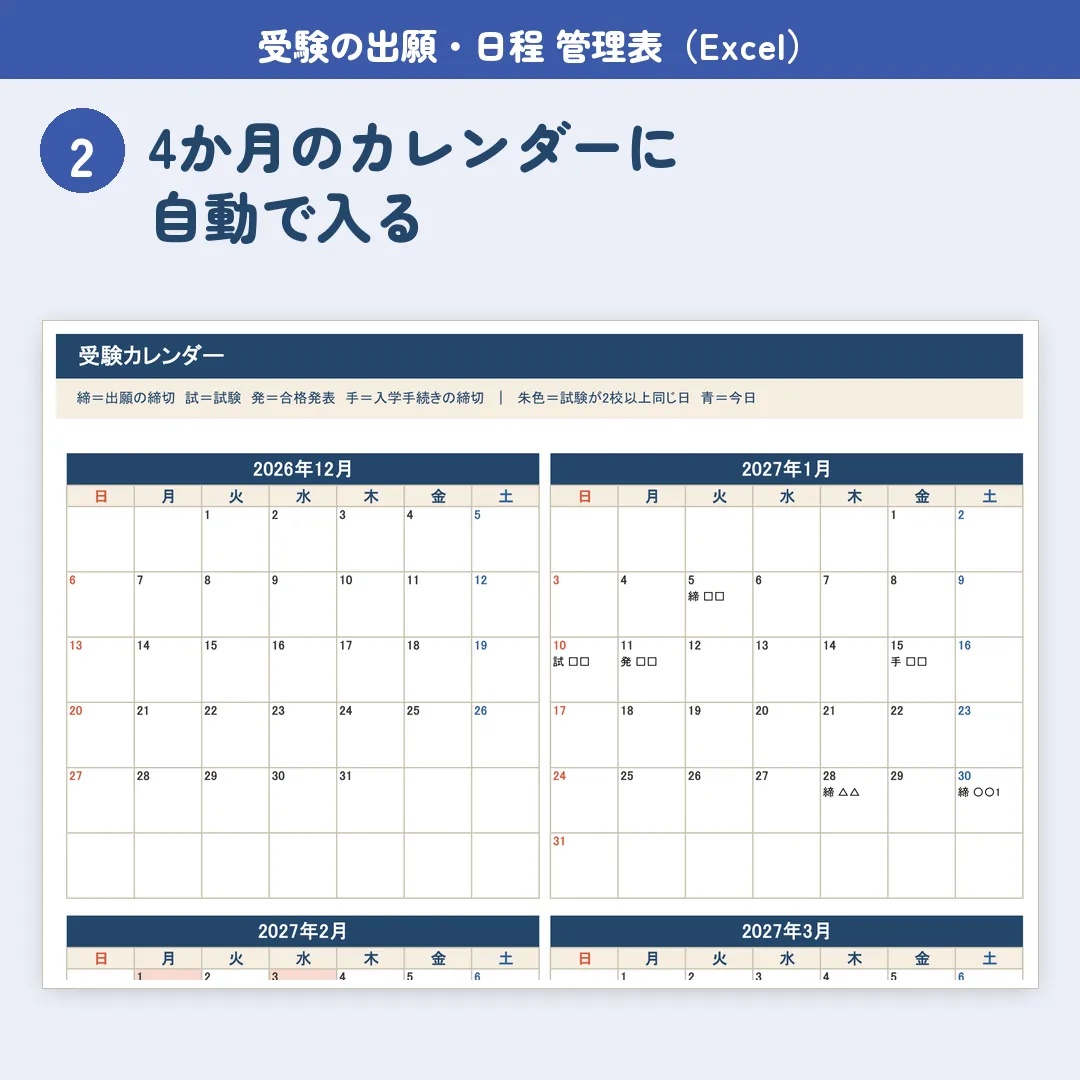 受験の出願・日程 管理表（Excel）
2
4か月のカレンダーに
自動で入る
受験カレンダー
締＝出願の締切 試＝試験 発＝合格発表 手＝入学手続きの締切 ｜ 朱色＝試験が2校以上同じ日 青＝今日
2026年12月
日 月 火 水 木 金 土
1 2 3 4 5
6 7 8 9 10 11 12
13 14 15 16 17 18 19
20 21 22 23 24 25 26
27 28 29 30 31
2027年1月
日 月 火 水 木 金 土
1 2
3 4 5 6 7 8 9
締 □□
10 11 12 13 14 15 16
試 □□ 発 □□ 手 □□
17 18 19 20 21 22 23
24 25 26 27 28 29 30
締 △△ 締 〇〇1
31
2027年2月
日 月 火 水 木 金 土
1 2 3 4 5 6
2027年3月
日 月 火 水 木 金 土
1 2 3 4 5 6